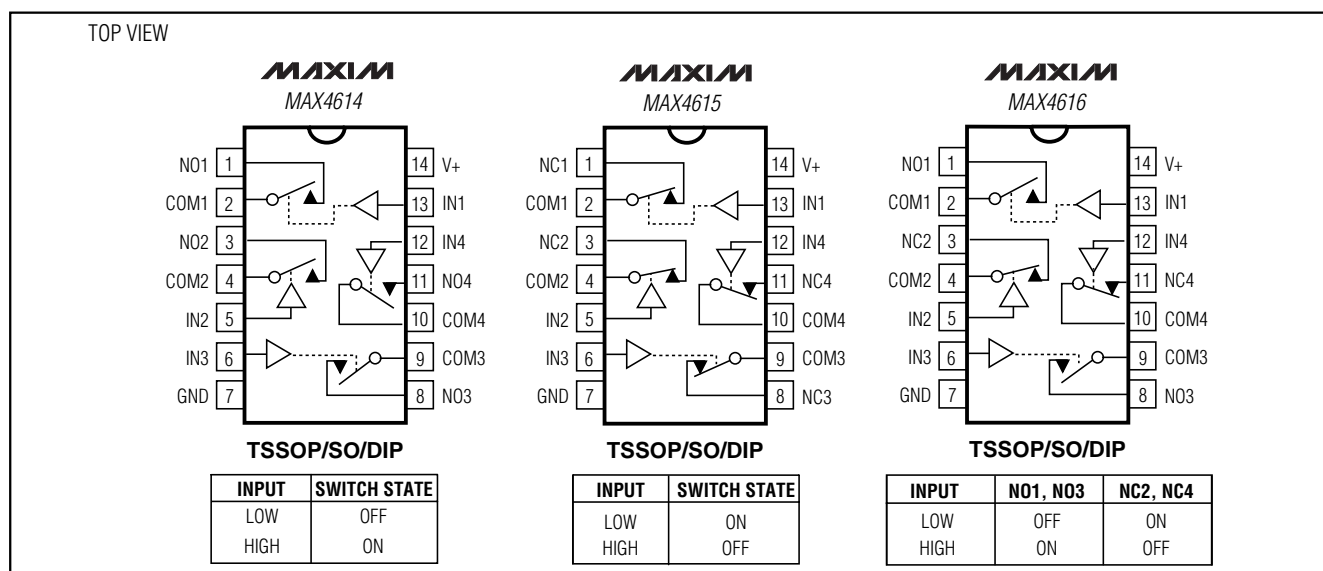 TOP VIEW
MAXIM
MAX4614
NO1 1 14 V+
COM1 2 13 IN1
NO2 3 12 IN4
COM2 4 11 NO4
IN2 5 10 COM4
IN3 6 9 COM3
GND 7 8 NO3
TSSOP/SO/DIP
INPUT SWITCH STATE
LOW OFF
HIGH ON
MAXIM
MAX4615
NC1 1 14 V+
COM1 2 13 IN1
NC2 3 12 IN4
COM2 4 11 NC4
IN2 5 10 COM4
IN3 6 9 COM3
GND 7 8 NC3
TSSOP/SO/DIP
INPUT SWITCH STATE
LOW ON
HIGH OFF
MAXIM
MAX4616
NO1 1 14 V+
COM1 2 13 IN1
NC2 3 12 IN4
COM2 4 11 NC4
IN2 5 10 COM4
IN3 6 9 COM3
GND 7 8 NO3
TSSOP/SO/DIP
INPUT NO1, NO3 NC2, NC4
LOW OFF ON
HIGH ON OFF